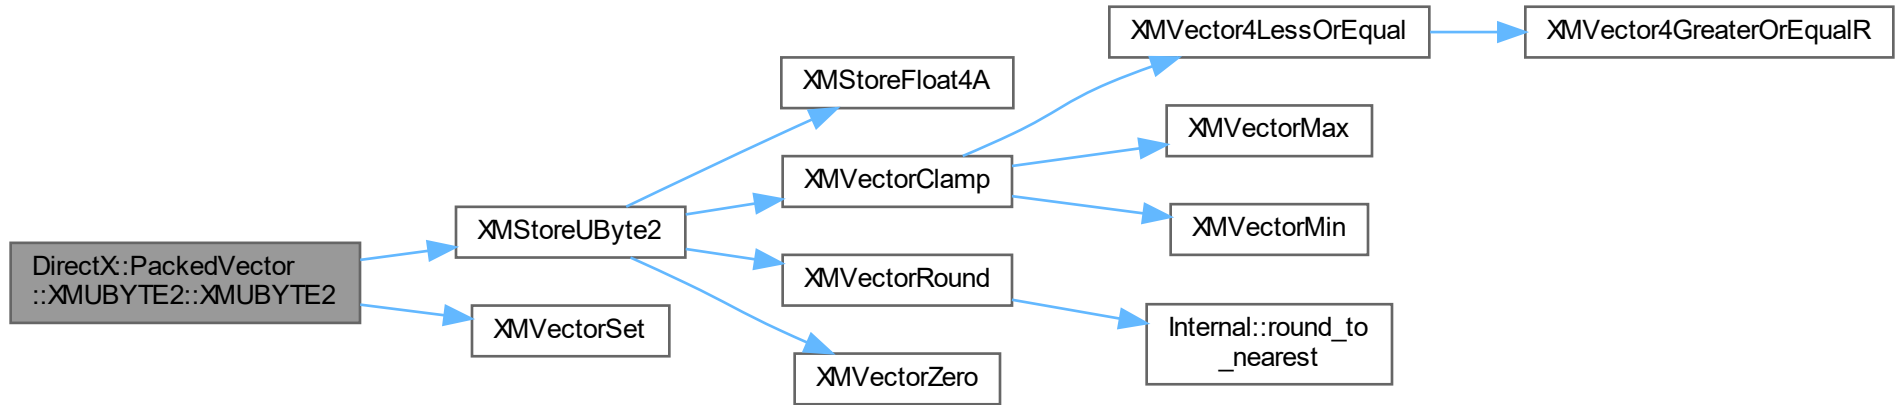 DirectX::PackedVector
::XMUBYTE2::XMUBYTE2
XMStoreUByte2
XMVectorSet
XMStoreFloat4A
XMVectorClamp
XMVectorRound
XMVectorZero
XMVector4LessOrEqual
XMVectorMax
XMVectorMin
Internal::round_to
_nearest
XMVector4GreaterOrEqualR